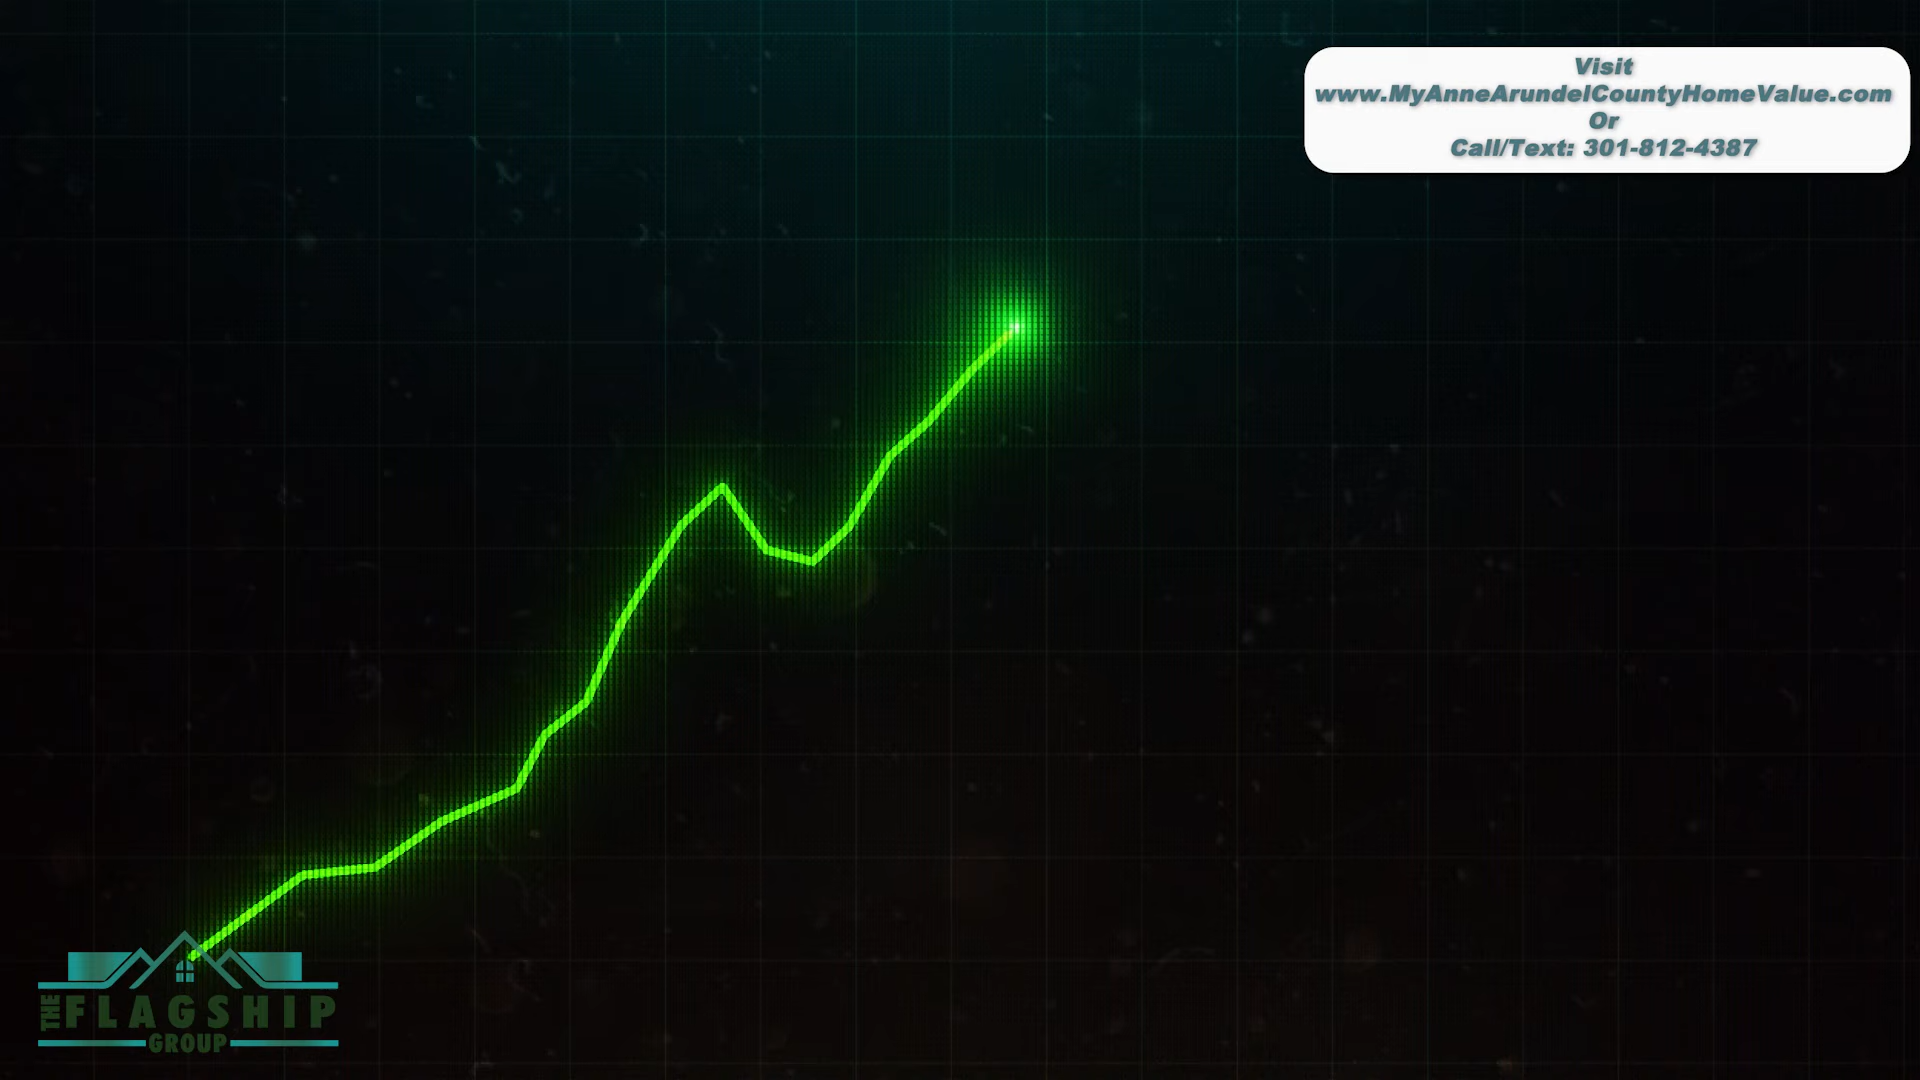 Visit
www.MyAnneArundelCountyHomeValue.com
Or
Call/Text: 301-812-4387
THE FLAGSHIP
GROUP